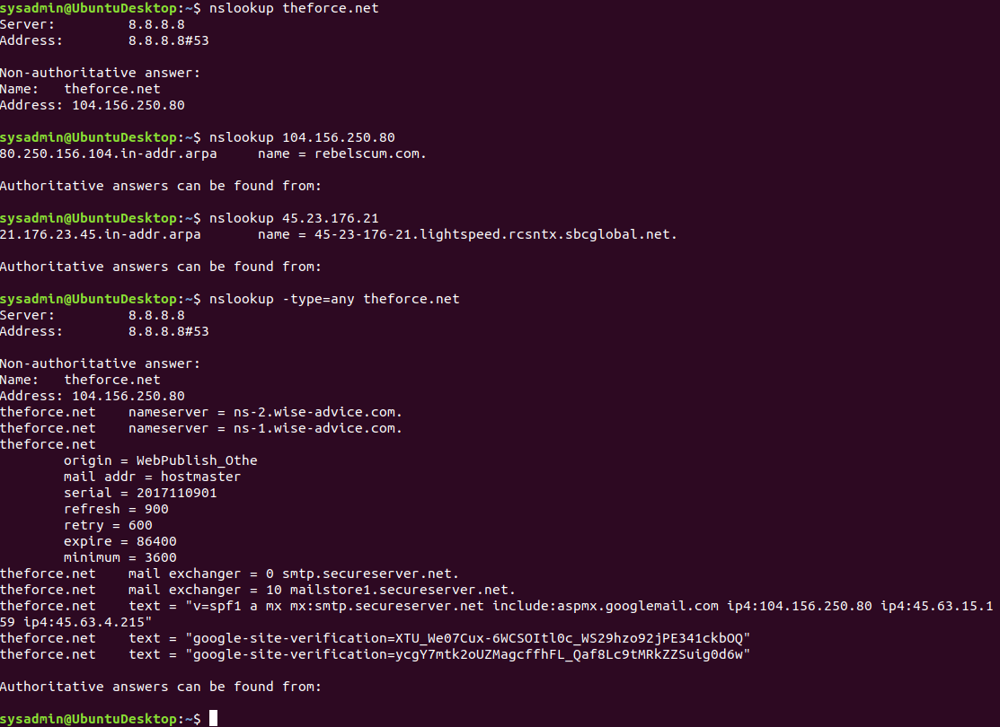 sysadmin@UbuntuDesktop:~$ nslookup theforce.net
Server:         8.8.8.8
Address:        8.8.8.8#53
Non-authoritative answer:
Name:   theforce.net
Address: 104.156.250.80
sysadmin@UbuntuDesktop:~$ nslookup 104.156.250.80
80.250.156.104.in-addr.arpa     name = rebelscum.com.
Authoritative answers can be found from:
sysadmin@UbuntuDesktop:~$ nslookup 45.23.176.21
21.176.23.45.in-addr.arpa       name = 45-23-176-21.lightspeed.rcsntx.sbcglobal.net.
Authoritative answers can be found from:
sysadmin@UbuntuDesktop:~$ nslookup -type=any theforce.net
Server:         8.8.8.8
Address:        8.8.8.8#53
Non-authoritative answer:
Name:   theforce.net
Address: 104.156.250.80
theforce.net    nameserver = ns-2.wise-advice.com.
theforce.net    nameserver = ns-1.wise-advice.com.
theforce.net
        origin = WebPublish_Othe
        mail addr = hostmaster
        serial = 2017110901
        refresh = 900
        retry = 600
        expire = 86400
        minimum = 3600
theforce.net    mail exchanger = 0 smtp.secureserver.net.
theforce.net    mail exchanger = 10 mailstore1.secureserver.net.
theforce.net    text = "v=spf1 a mx mx:smtp.secureserver.net include:aspmx.googlemail.com ip4:104.156.250.80 ip4:45.63.15.1
59 ip4:45.63.4.215"
theforce.net    text = "google-site-verification=XTU_We07Cux-6WCSOItl0c_WS29hzo92jPE341ckbOQ"
theforce.net    text = "google-site-verification=ycgY7mtk2oUZMagcffhFL_Qaf8Lc9tMRkZZSuig0d6w"
Authoritative answers can be found from:
sysadmin@UbuntuDesktop:~$